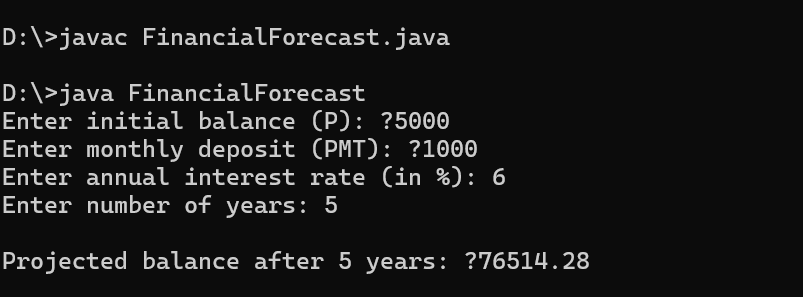 D:\>javac FinancialForecast.java
D:\>java FinancialForecast
Enter initial balance (P): ?5000
Enter monthly deposit (PMT): ?1000
Enter annual interest rate (in %): 6
Enter number of years: 5
Projected balance after 5 years: ?76514.28